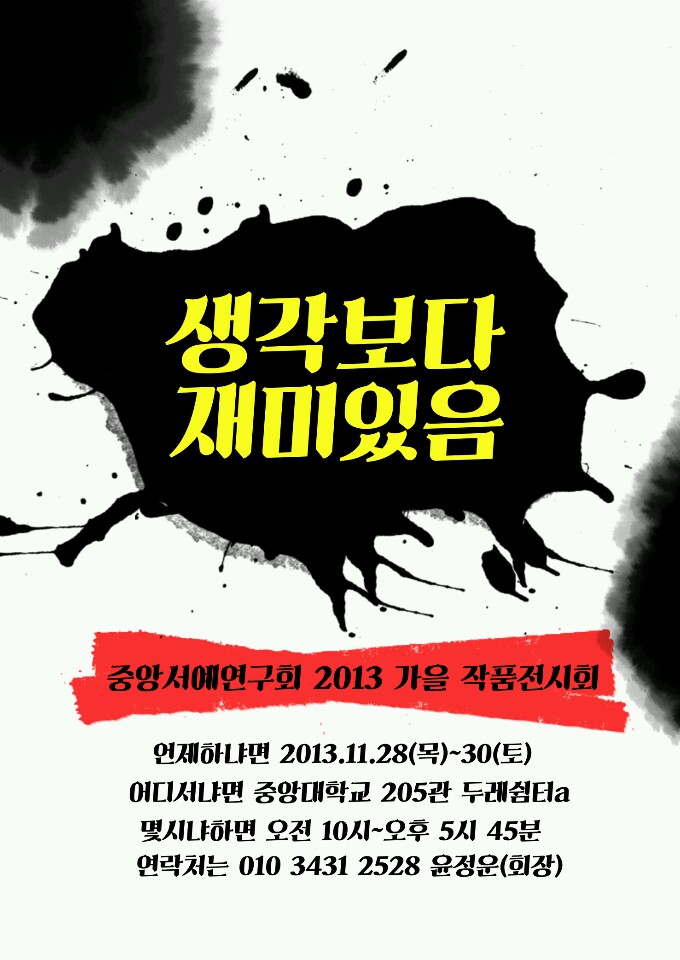 생각보다
재미있음
중앙서예연구회 2013 가을 작품전시회
언제하냐면 2013.11.28(목)~30(토)
어디서냐면 중앙대학교 205관 두레쉼터a
몇시냐하면 오전 10시~오후 5시 45분
연락처는 010 3431 2528 윤정운(회장)